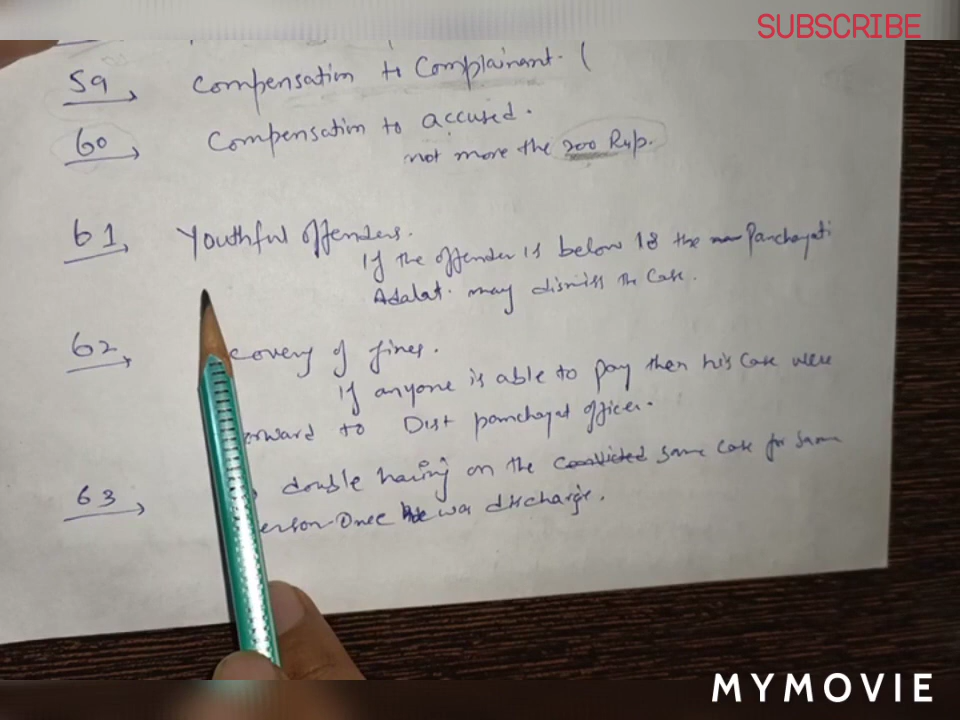 SUBSCRIBE
59 Compensation to Complainant. (
60 Compensation to accused.
not more the 200 Rup.
61 Youthful offenders.
If the offender is below 18 the Panchayati
Adalat. may dismiss the Case.
62 covery of fines.
If anyone is able to pay then his Case were
orward to Dist panchayat officer.
63 double having on the same Case for same
erson. Once he was discharge.
MYMOVIE